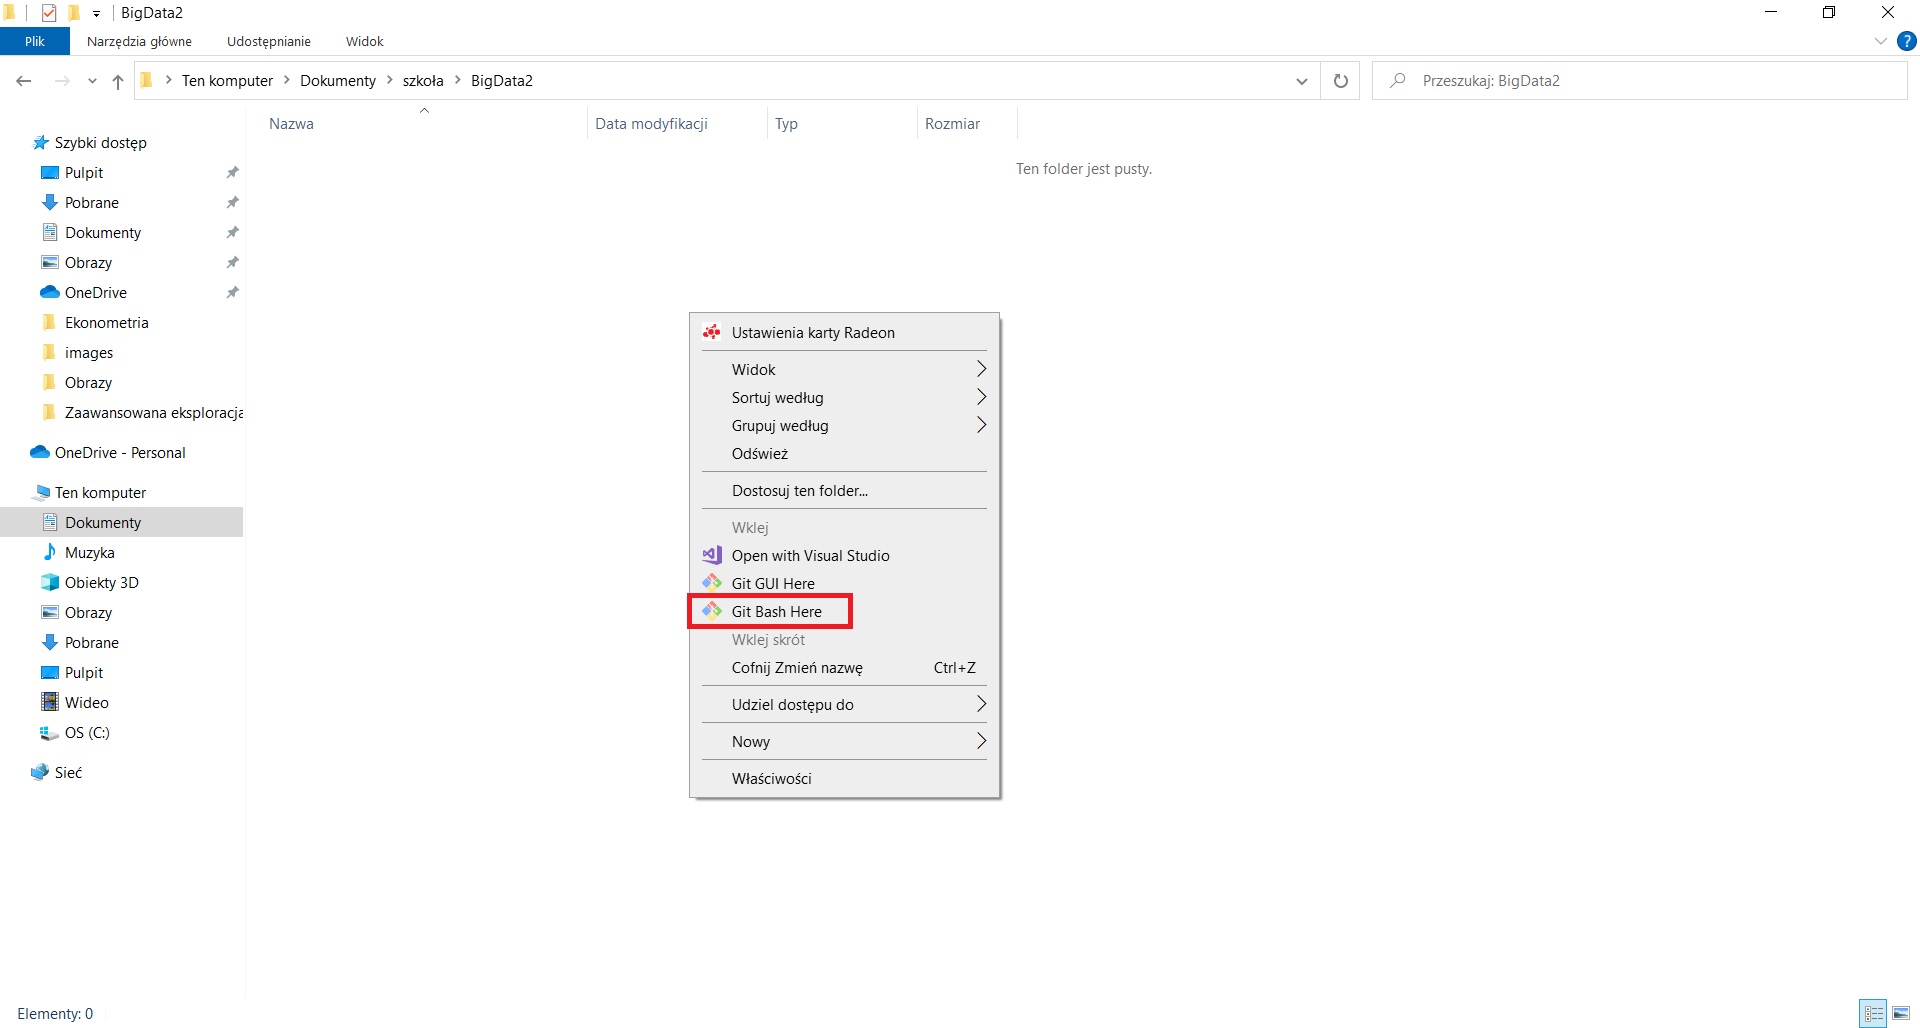 BigData2
Plik Narzędzia główne Udostępnianie Widok
?
Ten komputer Dokumenty szkoła BigData2
Przeszukaj: BigData2
Nazwa Data modyfikacji Typ Rozmiar
Ten folder jest pusty.
Szybki dostęp
Pulpit
Pobrane
Dokumenty
Obrazy
OneDrive
Ekonometria
images
Obrazy
Zaawansowana eksploracja
OneDrive - Personal
Ten komputer
Dokumenty
Muzyka
Obiekty 3D
Obrazy
Pobrane
Pulpit
Wideo
OS (C:)
Sieć
Ustawienia karty Radeon
Widok
Sortuj według
Grupuj według
Odśwież
Dostosuj ten folder...
Wklej
Open with Visual Studio
Git GUI Here
Git Bash Here
Wklej skrót
Cofnij Zmień nazwę Ctrl+Z
Udziel dostępu do
Nowy
Właściwości
Elementy: 0